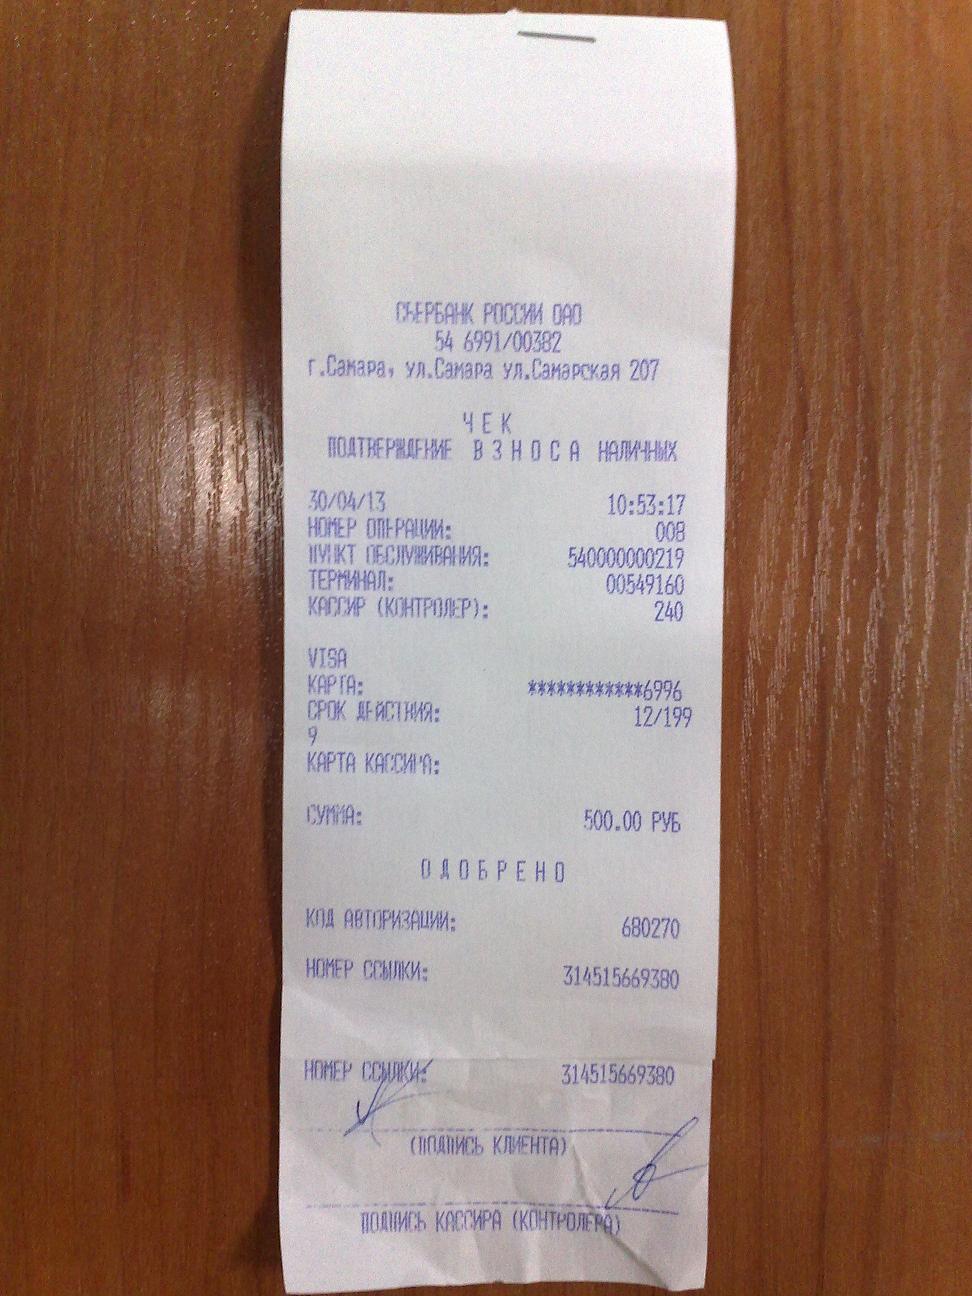 СБЕРБАНК РОССИИ ОАО
54 6991/00382
г.Самара, ул.Самара ул.Самарская 207
ЧЕК
ПОДТВЕРЖДЕНИЕ ВЗНОСА НАЛИЧНЫХ
30/04/13 10:53:17
НОМЕР ОПЕРАЦИИ: 008
ПУНКТ ОБСЛУЖИВАНИЯ: 540000000219
ТЕРМИНАЛ: 00549160
КАССИР (КОНТРОЛЕР): 240
VISA
КАРТА: ************6996
СРОК ДЕЙСТВИЯ: 12/199
9
КАРТА КАССИРА:
СУММА: 500.00 РУБ
ОДОБРЕНО
КОД АВТОРИЗАЦИИ: 680270
НОМЕР ССЫЛКИ: 314515669380
НОМЕР ССЫЛКИ: 314515669380
(ПОДПИСЬ КЛИЕНТА)
ПОДПИСЬ КАССИРА (КОНТРОЛЕРА)